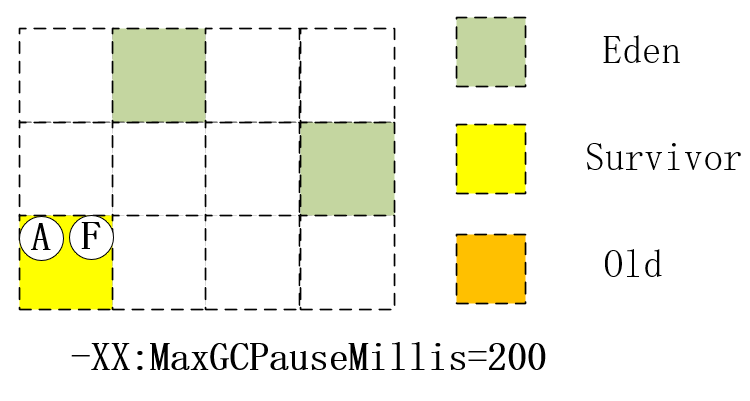 Eden
Survivor
A F
Old
-XX:MaxGCPauseMillis=200